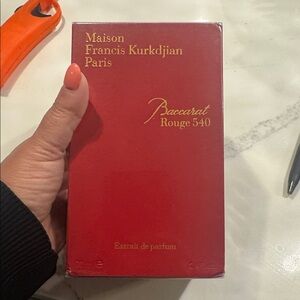 Maison
Francis Kurkdjian
Paris
Baccarat
Rouge 540
Extrait de parfum